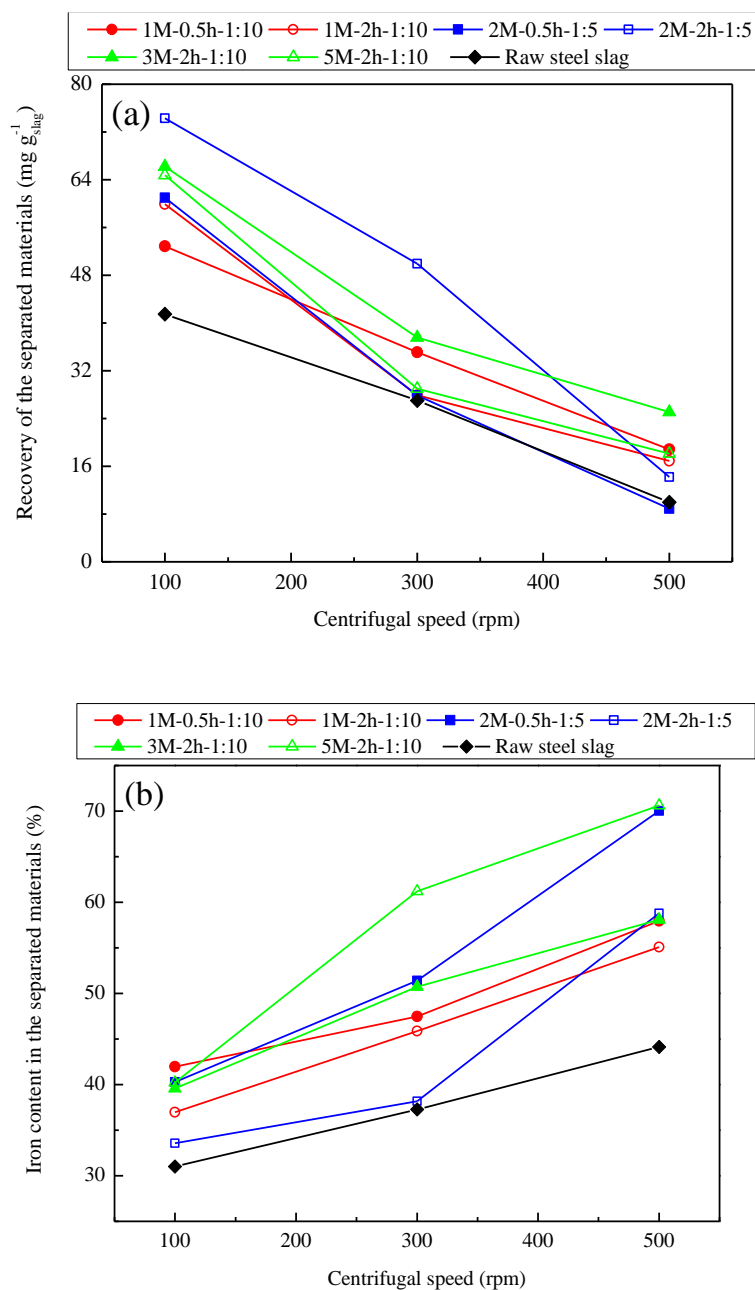 1M-0.5h-1:10 1M-2h-1:10 2M-0.5h-1:5 2M-2h-1:5
3M-2h-1:10 5M-2h-1:10 Raw steel slag
(a)
Recovery of the separated materials (mg g⁻¹slag)
80
64
48
32
16
0
100 200 300 400 500
Centrifugal speed (rpm)
1M-0.5h-1:10 1M-2h-1:10 2M-0.5h-1:5 2M-2h-1:5
3M-2h-1:10 5M-2h-1:10 Raw steel slag
(b)
Iron content in the separated materials (%)
70
60
50
40
30
100 200 300 400 500
Centrifugal speed (rpm)